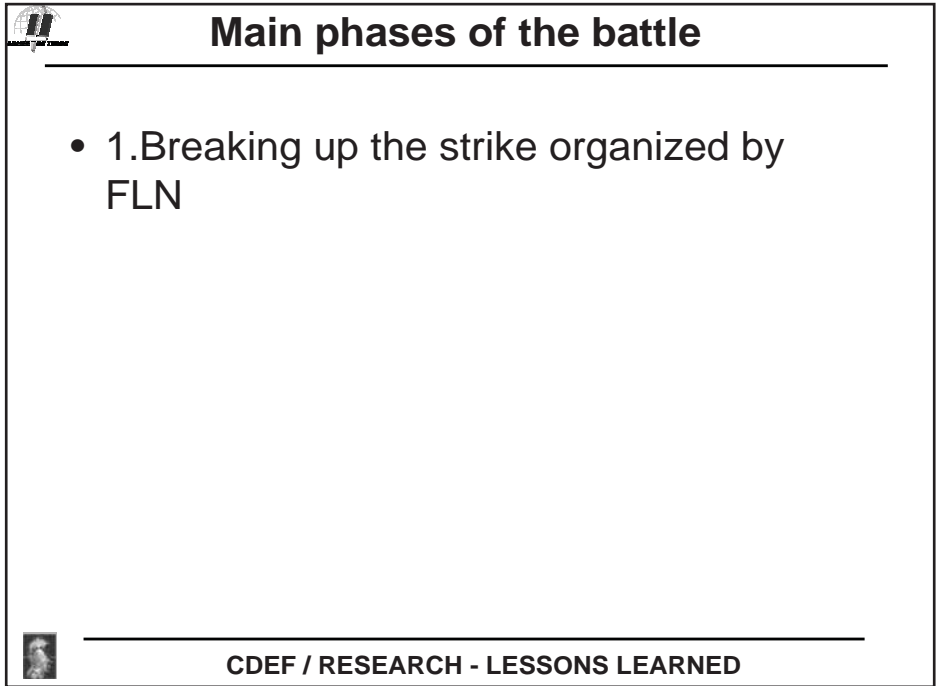 Main phases of the battle
• 1.Breaking up the strike organized by
FLN
CDEF / RESEARCH - LESSONS LEARNED